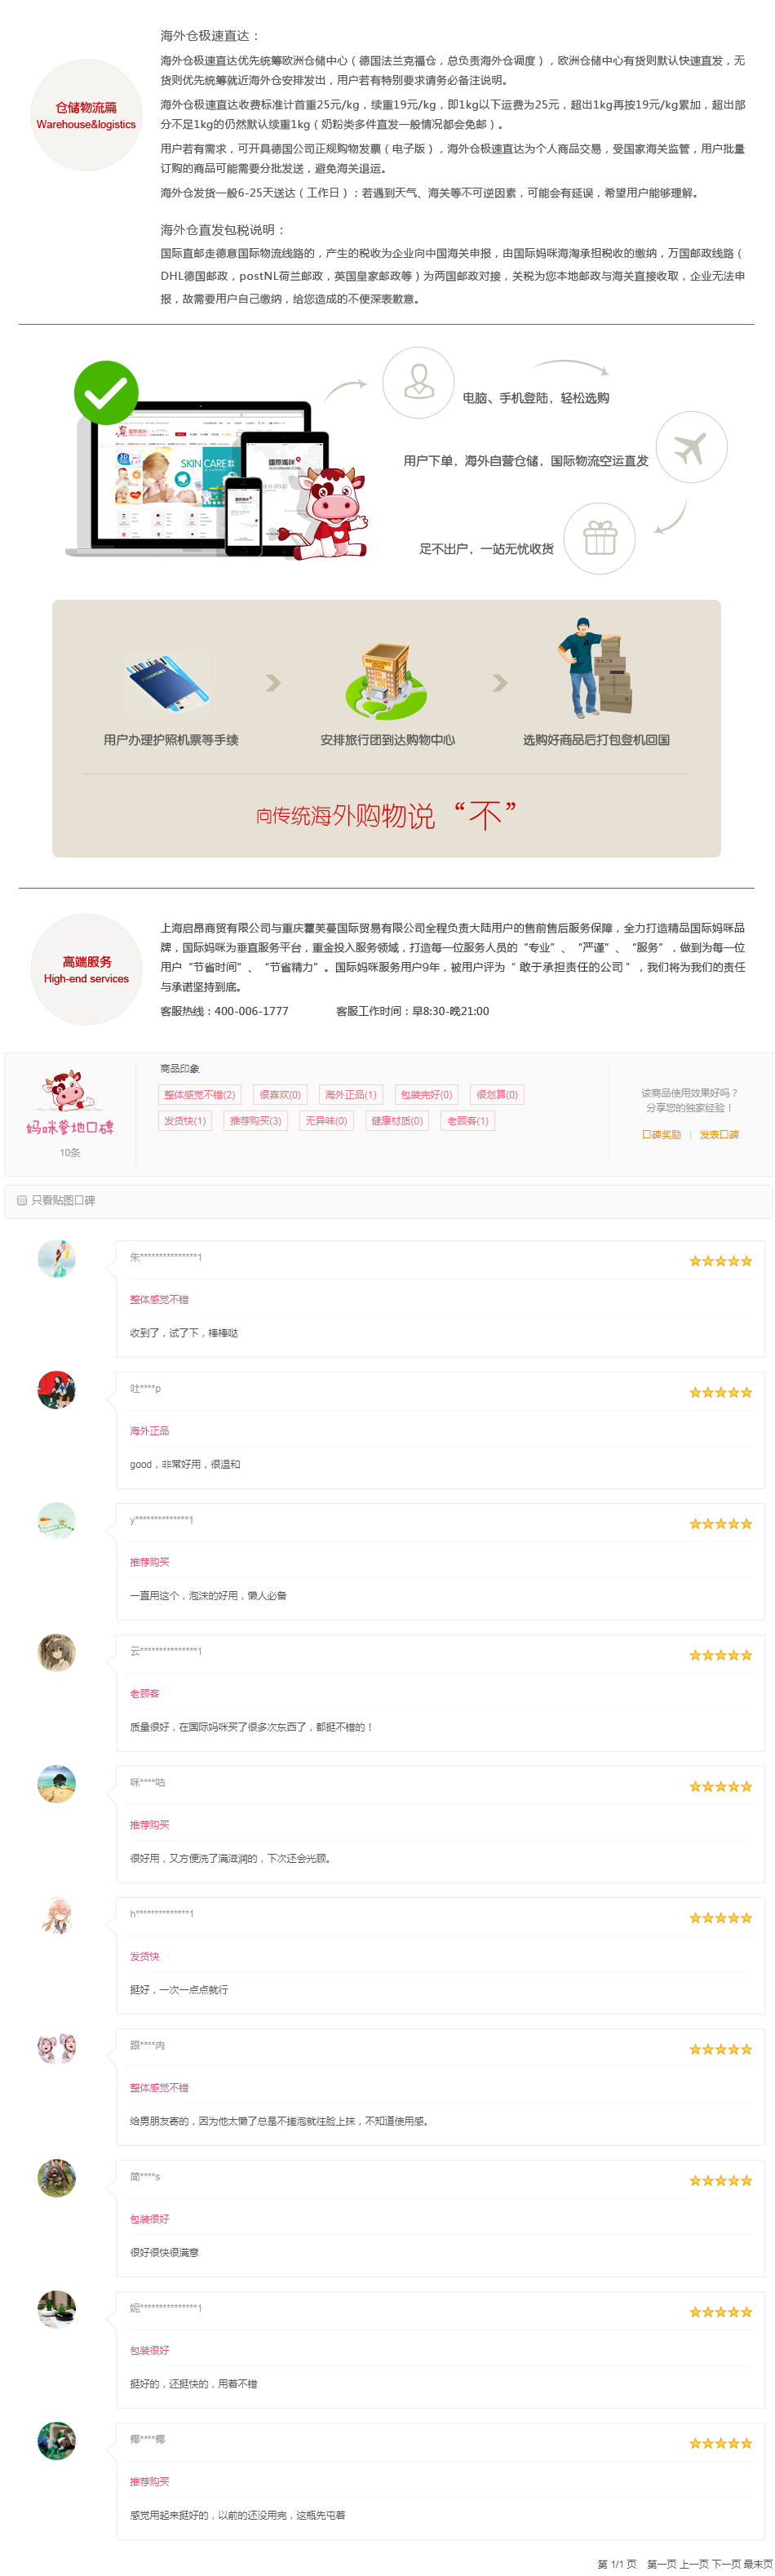 海外仓极速直达：
海外仓极速直达优先统筹欧洲仓储中心（德国法兰克福仓，总负责海外仓调度），欧洲仓储中心有货则默认快速直发，无
货则优先统筹就近海外仓安排发出，用户若有特别要求请务必备注说明。
仓储物流篇
Warehouse&logistics
海外仓极速直达收费标准计首重25元/kg，续重19元/kg，即1kg以下运费为25元，超出1kg再按19元/kg累加，超出部
分不足1kg的仍然默认续重1kg（奶粉类多件直发一般情况都会免邮）。
用户若有需求，可开具德国公司正规购物发票（电子版），海外仓极速直达为个人商品交易，受国家海关监管，用户批量
订购的商品可能需要分批发送，避免海关退运。
海外仓发货一般6-25天送达（工作日）；若遇到天气、海关等不可逆因素，可能会有延误，希望用户能够理解。
海外仓直发包税说明：
国际直邮走德意国际物流线路的，产生的税收为企业向中国海关申报，由国际妈咪海淘承担税收的缴纳，万国邮政线路（
DHL德国邮政，postNL荷兰邮政，英国皇家邮政等）为两国邮政对接，关税为您本地邮政与海关直接收取，企业无法申
报，故需要用户自己缴纳，给您造成的不便深表歉意。
电脑、手机登陆，轻松选购
用户下单，海外自营仓储，国际物流空运直发
足不出户，一站无忧收货
SKIN CARE
國際媽咪
國際媽咪
用户办理护照机票等手续
安排旅行团到达购物中心
选购好商品后打包登机回国
向传统海外购物说“不”
高端服务
High-end services
上海启昂商贸有限公司与重庆藿芙曼国际贸易有限公司全程负责大陆用户的售前售后服务保障，全力打造精品国际妈咪品
牌，国际妈咪为垂直服务平台，重金投入服务领域，打造每一位服务人员的“专业”、“严谨”、“服务”，做到为每一位
用户“节省时间”、“节省精力”。国际妈咪服务用户9年，被用户评为“ 敢于承担责任的公司 ”，我们将为我们的责任
与承诺坚持到底。
客服热线：400-006-1777 客服工作时间：早8:30-晚21:00
妈咪爹地口碑
10条
商品印象
整体感觉不错(2) 很喜欢(0) 海外正品(1) 包装完好(0) 很划算(0)
发货快(1) 推荐购买(3) 无异味(0) 健康材质(0) 老顾客(1)
该商品使用效果好吗？
分享您的独家经验！
口碑奖励 | 发表口碑
只看贴图口碑
朱***************1
整体感觉不错
收到了，试了下，棒棒哒
吐****p
海外正品
good，非常好用，很温和
y**************1
推荐购买
一直用这个，泡沫的好用，懒人必备
云***************1
老顾客
质量很好，在国际妈咪买了很多次东西了，都挺不错的！
咪****咕
推荐购买
很好用，又方便洗了满滋润的，下次还会光顾。
h**************1
发货快
挺好，一次一点点就行
跟****肉
整体感觉不错
给男朋友寄的，因为他太懒了总是不搓泡就往脸上抹，不知道使用感。
简****s
包装很好
很好很快很满意
妮***************1
包装很好
挺好的，还挺快的，用着不错
椰****椰
推荐购买
感觉用起来挺好的，以前的还没用完，这瓶先屯着
第 1/1 页 第一页 上一页 下一页 最末页